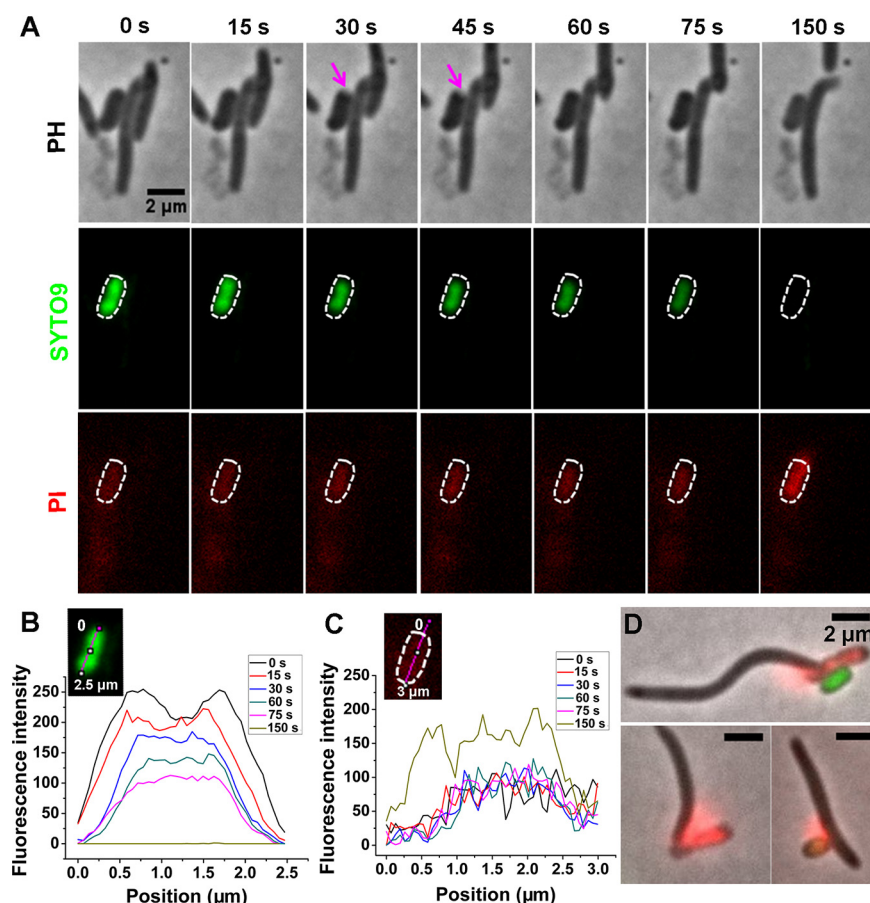 A
0 s 15 s 30 s 45 s 60 s 75 s 150 s
PH
2 µm
SYTO9
PI
B
0
2.5 µm
0 s
15 s
30 s
60 s
75 s
150 s
Fluorescence intensity
250
200
150
100
50
0
0.0 0.5 1.0 1.5 2.0 2.5
Position (µm)
C
0
3 µm
0 s
15 s
30 s
60 s
75 s
150 s
Fluorescence intensity
250
200
150
100
50
0
0.0 0.5 1.0 1.5 2.0 2.5 3.0
Position (µm)
D
2 µm